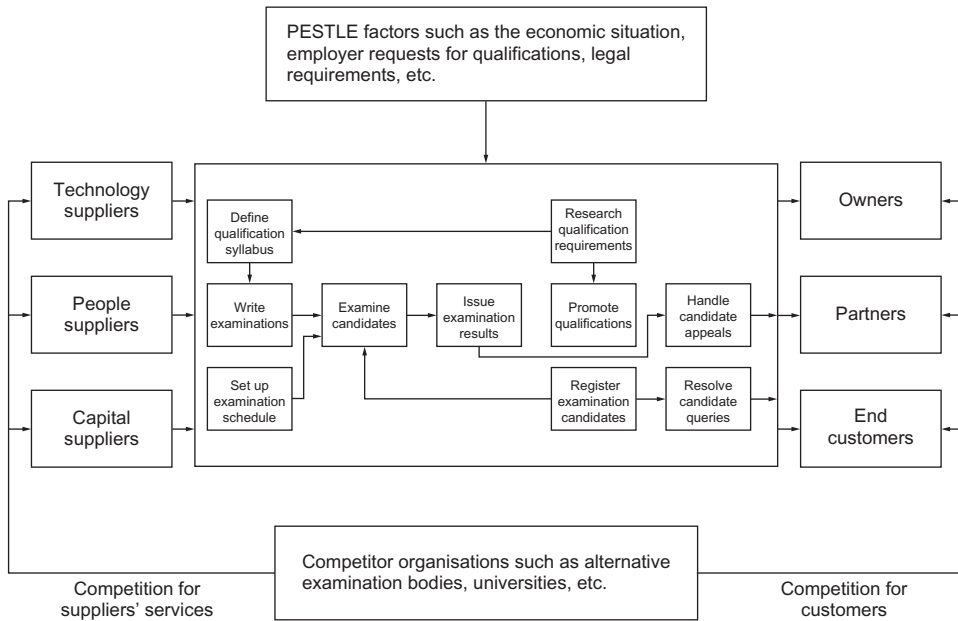 PESTLE factors such as the economic situation,
employer requests for qualifications, legal
requirements, etc.
Technology
suppliers
Define
qualification
syllabus
Research
qualification
requirements
Owners
People
suppliers
Write
examinations
Examine
candidates
Issue
examination
results
Promote
qualifications
Handle
candidate
appeals
Partners
Capital
suppliers
Set up
examination
schedule
Register
examination
candidates
Resolve
candidate
queries
End
customers
Competitor organisations such as alternative
examination bodies, universities, etc.
Competition for
suppliers’ services
Competition for
customers